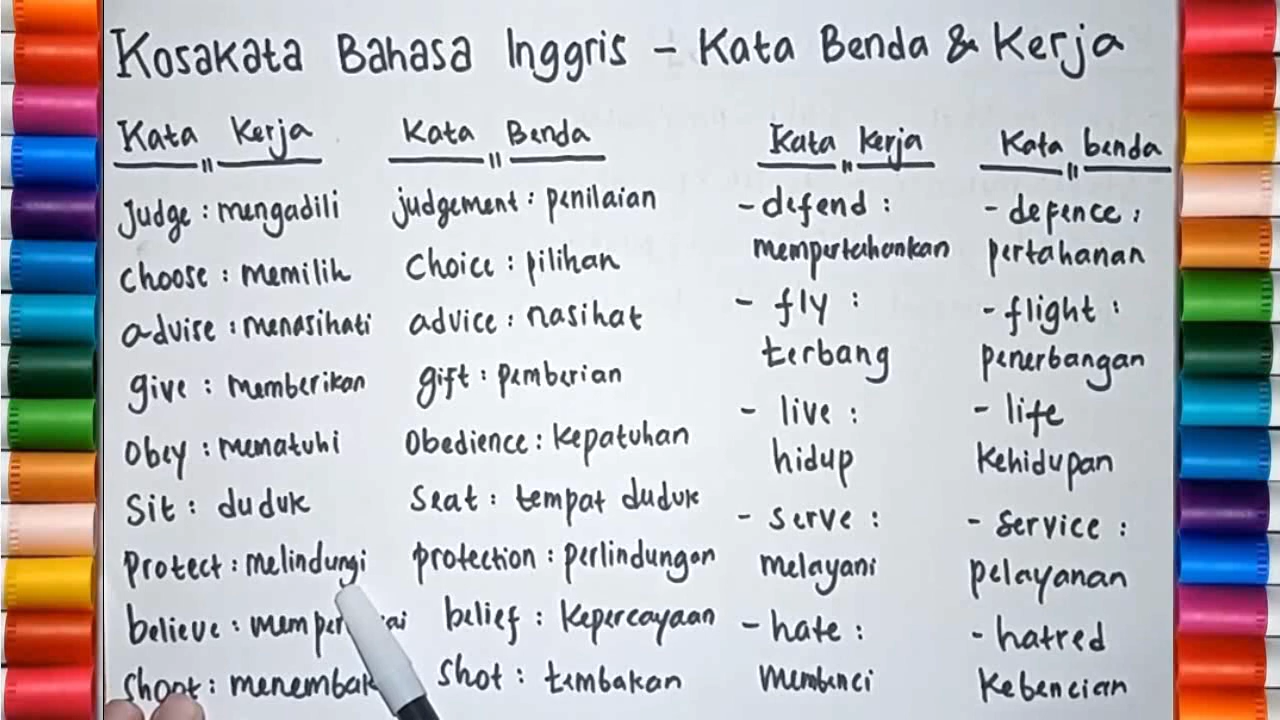 Kosakata Bahasa Inggris - Kata Benda & Kerja
Kata Kerja
Judge : mengadili
choose : memilih
advise : menasihati
give : memberikan
Obey : mematuhi
Sit : duduk
Protect : melindungi
believe :
shoot : menembak
Kata Benda
judgement : penilaian
Choice : pilihan
advice : nasihat
gift : pemberian
Obedience : Kepatuhan
Seat : tempat duduk
protection : perlindungan
belief : Kepercayaan
Shot : tembakan
Kata kerja
- defend :
mempertahankan
- fly :
terbang
- live :
hidup
- serve :
melayani
- hate :
membenci
Kata benda
- defence :
pertahanan
- flight :
penerbangan
- life
Kehidupan
- service :
pelayanan
- hatred
Kebencian